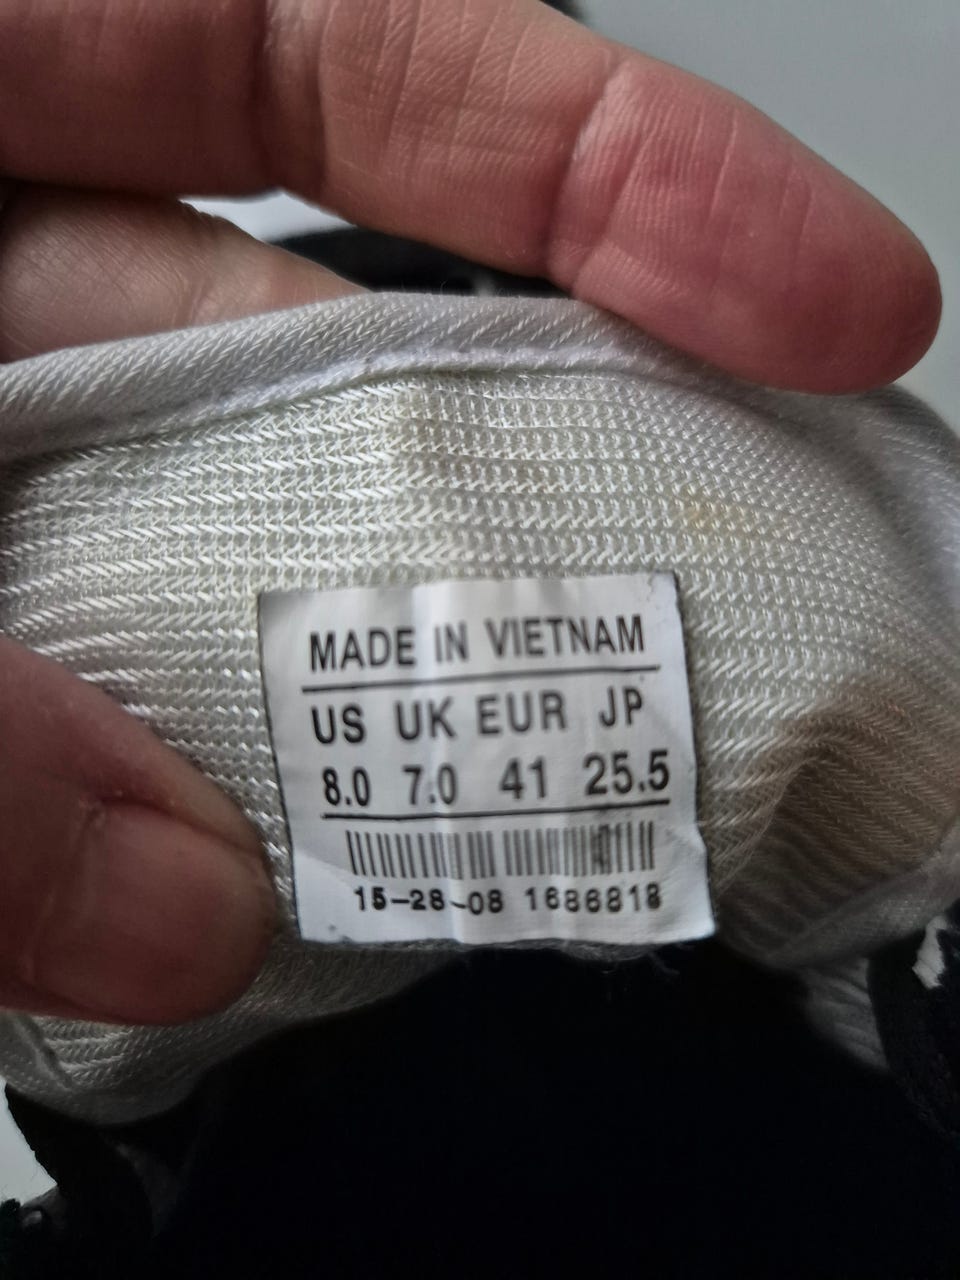 MADE IN VIETNAM
US UK EUR JP
8.0 7.0 41 25.5
15-28-08 1686818